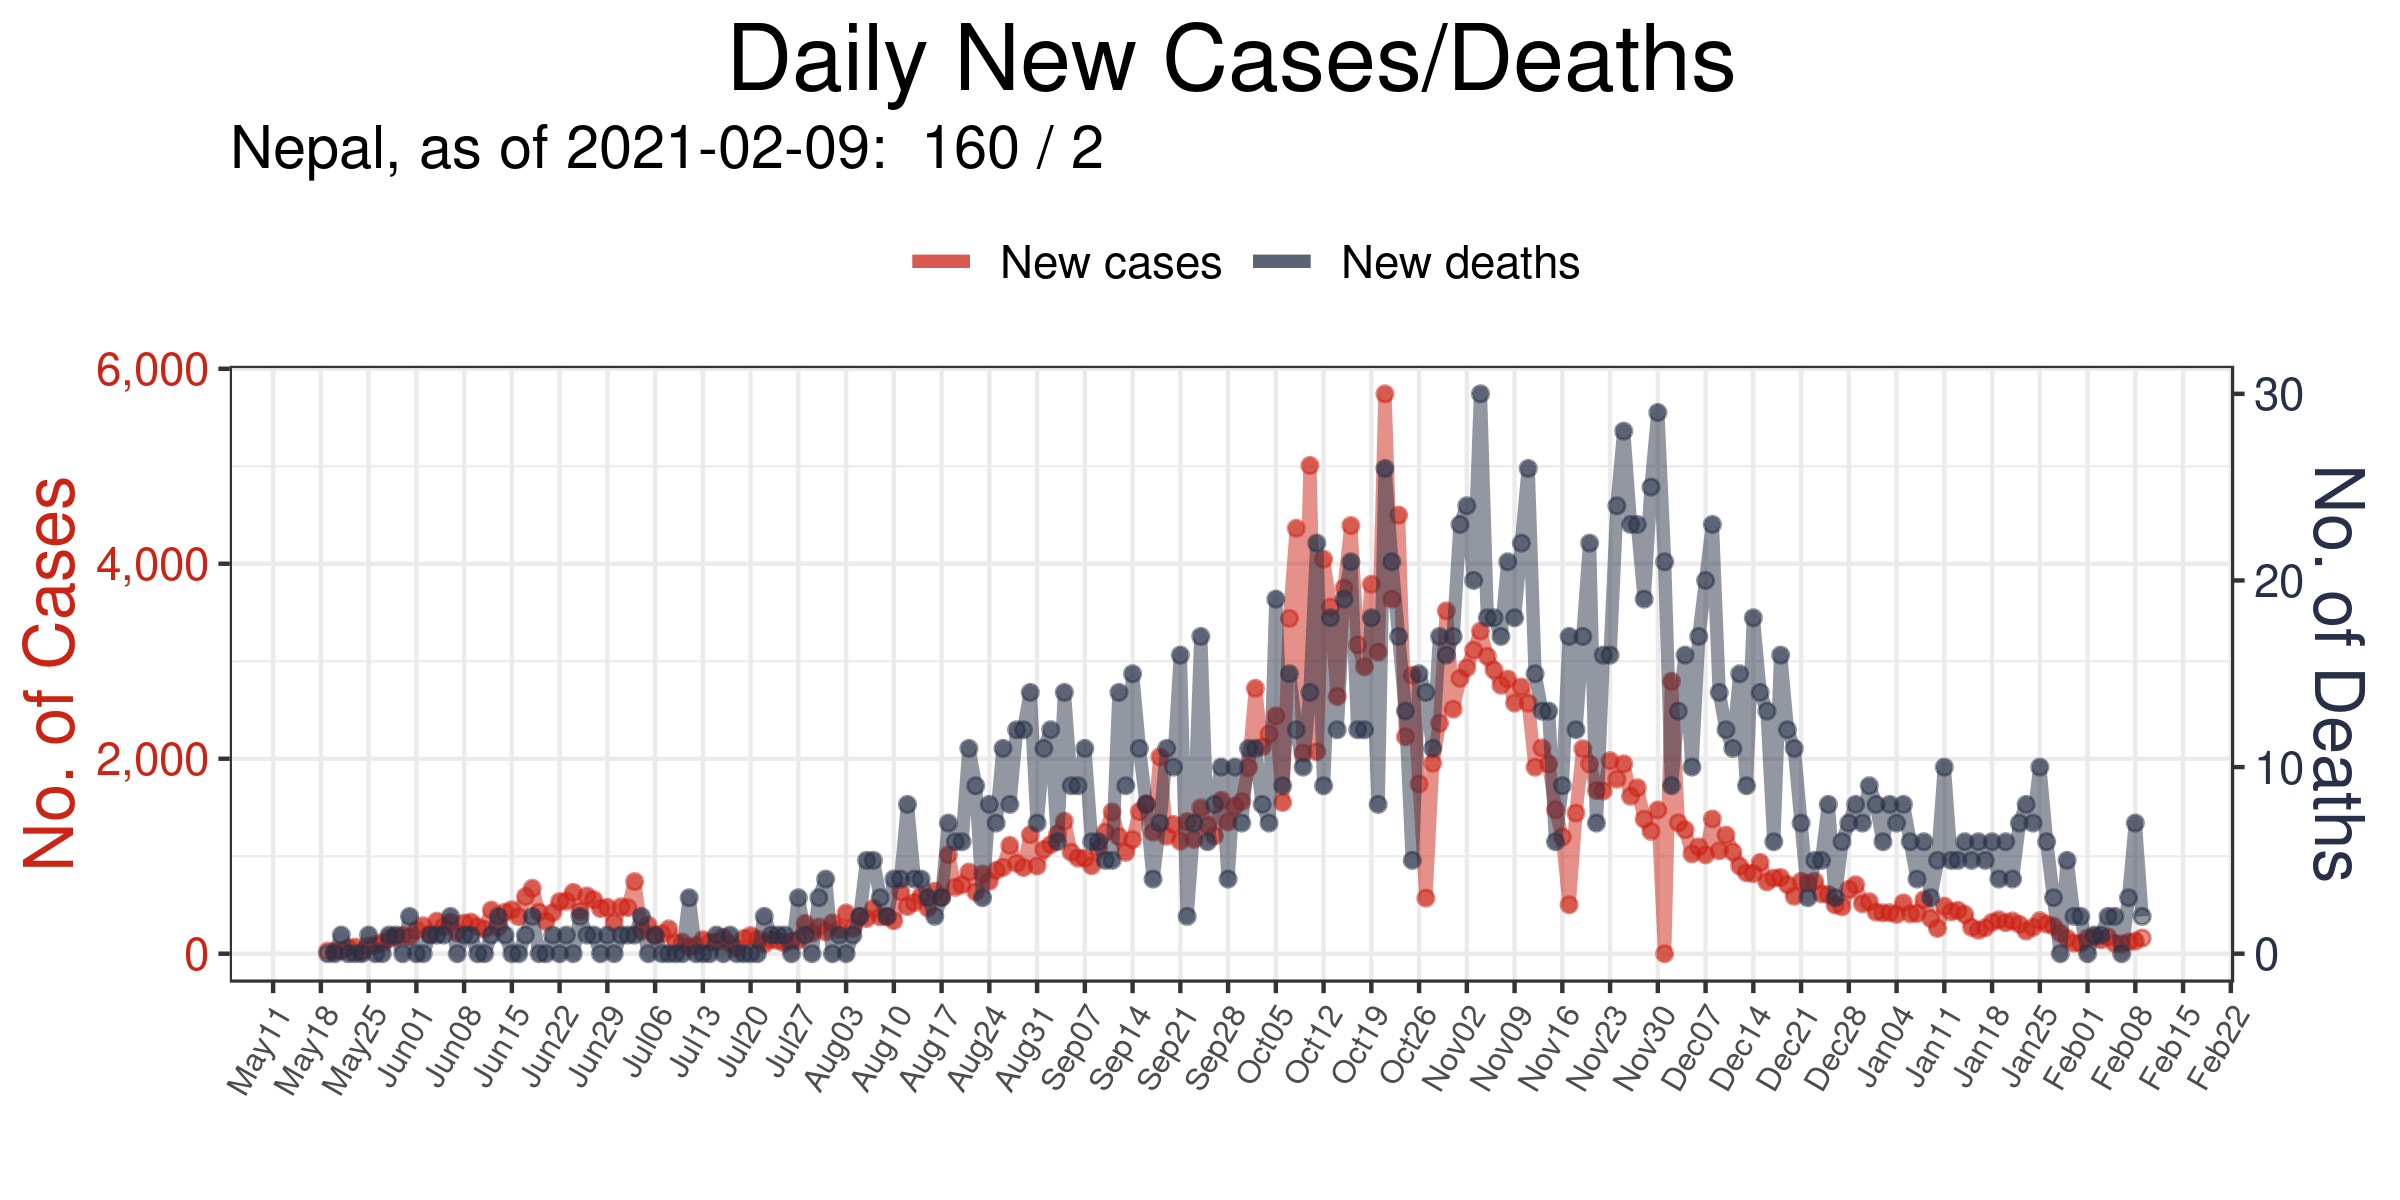 Daily New Cases/Deaths
Nepal, as of 2021-02-09:  160 / 2
New cases New deaths
No. of Cases
6,000
4,000
2,000
0
30
20
10
0
No. of Deaths
May11 May18 May25 Jun01 Jun08 Jun15 Jun22 Jun29 Jul06 Jul13 Jul20 Jul27 Aug03 Aug10 Aug17 Aug24 Aug31 Sep07 Sep14 Sep21 Sep28 Oct05 Oct12 Oct19 Oct26 Nov02 Nov09 Nov16 Nov23 Nov30 Dec07 Dec14 Dec21 Dec28 Jan04 Jan11 Jan18 Jan25 Feb01 Feb08 Feb15 Feb22